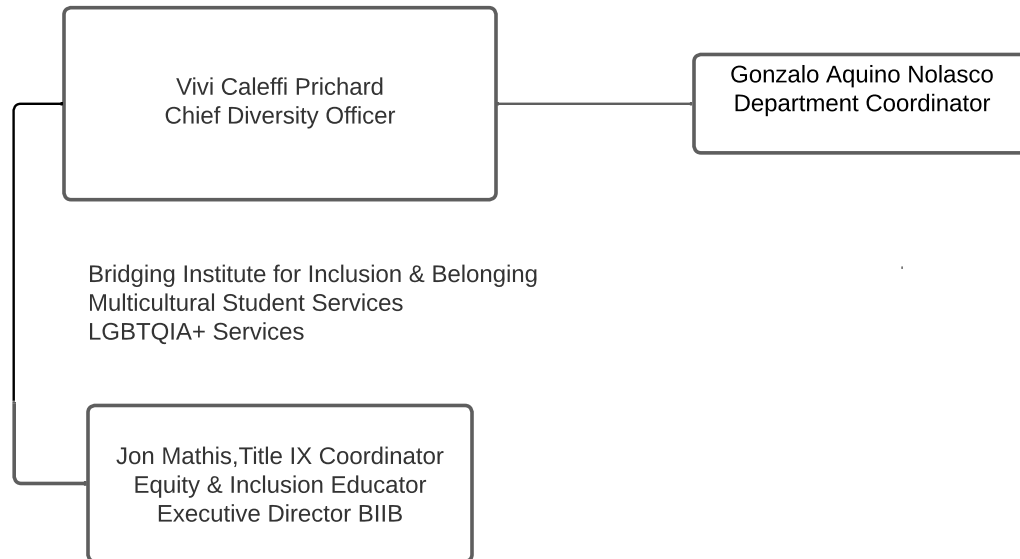 Vivi Caleffi Prichard
Chief Diversity Officer
Gonzalo Aquino Nolasco
Department Coordinator
Bridging Institute for Inclusion & Belonging
Multicultural Student Services
LGBTQIA+ Services
Jon Mathis,Title IX Coordinator
Equity & Inclusion Educator
Executive Director BIIB